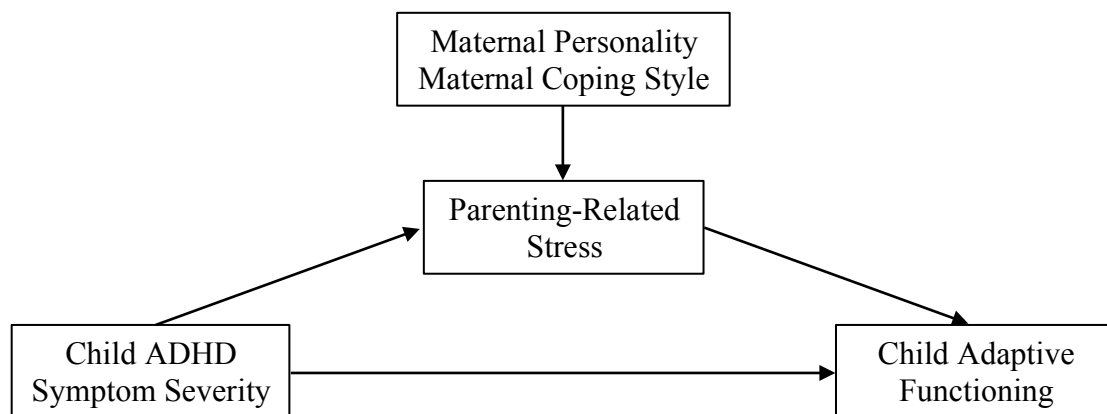 Maternal Personality
Maternal Coping Style
Parenting-Related
Stress
Child ADHD
Symptom Severity
Child Adaptive
Functioning